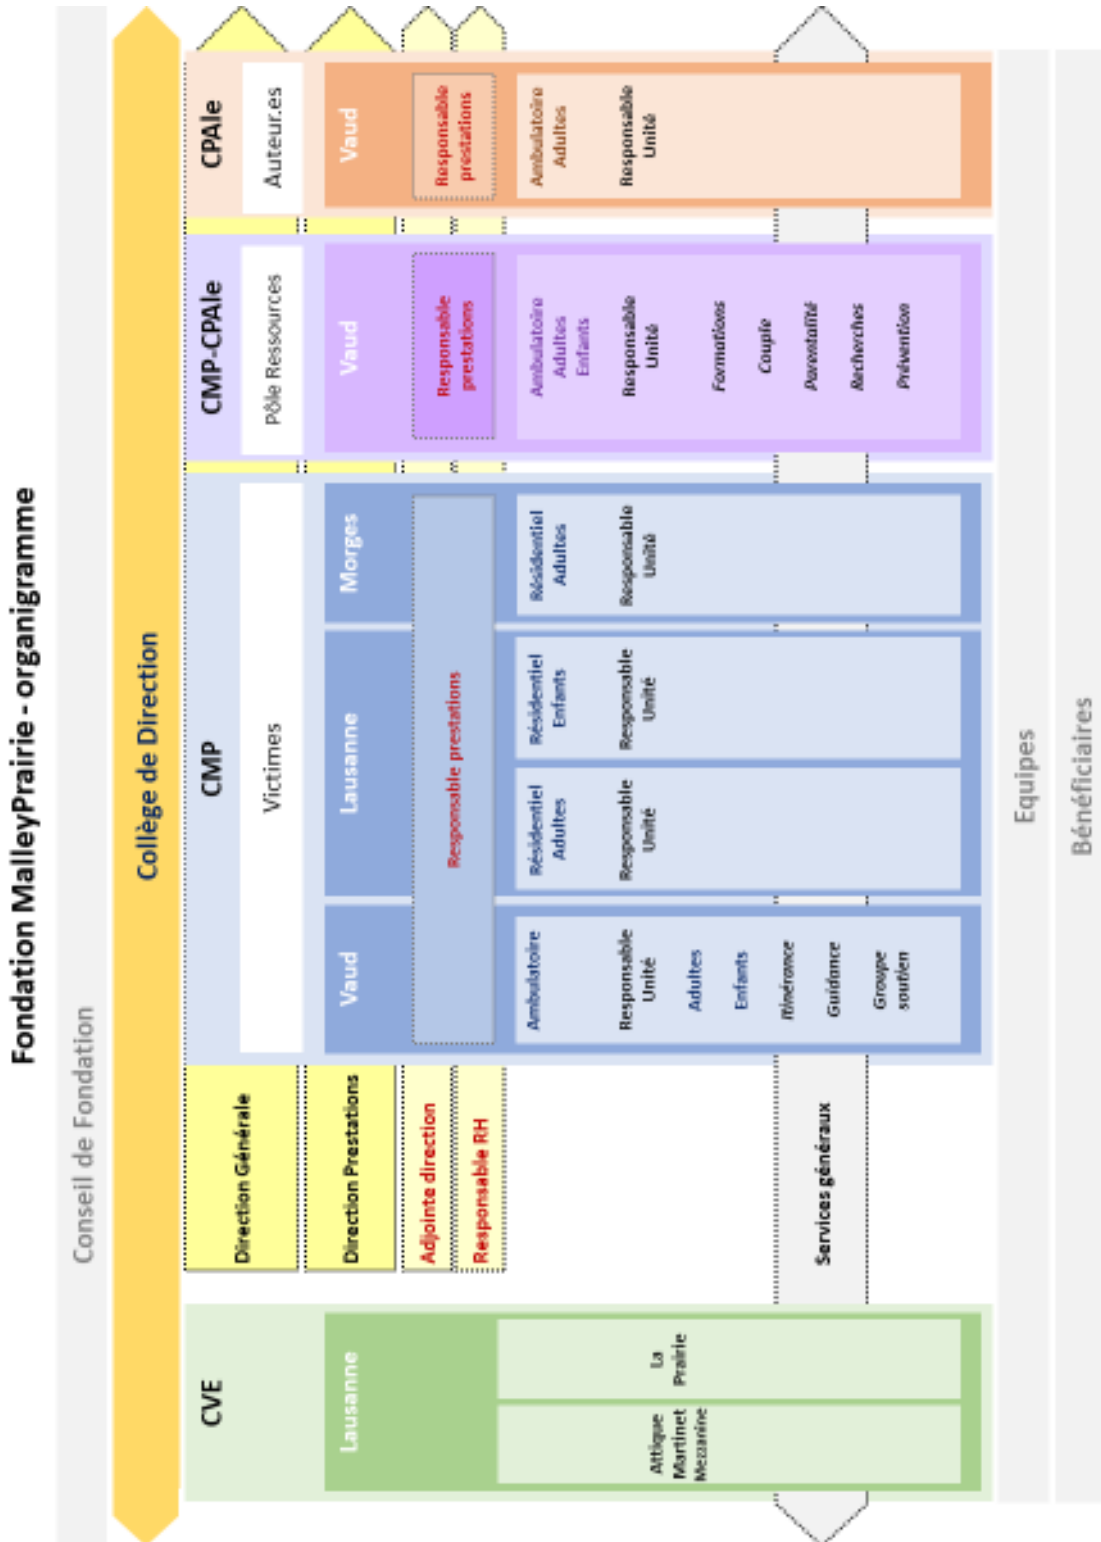 Fondation MalleyPrairie - organigramme
Conseil de Fondation
Collège de Direction
CVE
Lausanne
Attique
Martinet
Mezzanine
La
Prairie
Direction Générale
Direction Prestations
Adjointe direction
Responsable RH
Services généraux
CMP
Victimes
Vaud
Lausanne
Morges
Responsable prestations
Ambulatoire
Responsable
Unité
Adultes
Enfants
Itinérance
Guidance
Groupe
soutien
Résidentiel
Adultes
Responsable
Unité
Résidentiel
Enfants
Responsable
Unité
Résidentiel
Adultes
Responsable
Unité
CMP-CPAle
Pôle Ressources
Vaud
Responsable
prestations
Ambulatoire
Adultes
Enfants
Responsable
Unité
Formations
Couple
Parentalité
Recherches
Prévention
CPAle
Auteur.es
Vaud
Responsable
prestations
Ambulatoire
Adultes
Responsable
Unité
Equipes
Bénéficiaires